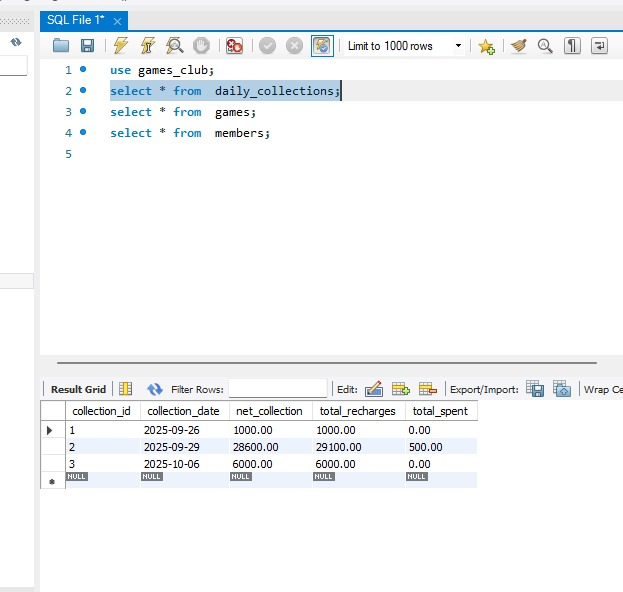 SQL File 1* ×
Limit to 1000 rows
1 use games_club;
2 select * from daily_collections;
3 select * from games;
4 select * from members;
5
Result Grid Filter Rows: Edit: Export/Import: Wrap Ce
collection_id collection_date net_collection total_recharges total_spent
1 2025-09-26 1000.00 1000.00 0.00
2 2025-09-29 28600.00 29100.00 500.00
3 2025-10-06 6000.00 6000.00 0.00
NULL NULL NULL NULL NULL